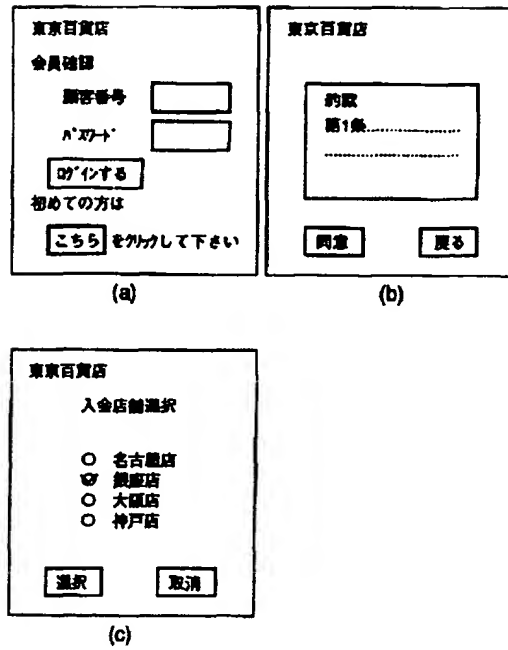 東京百貨店
会員確認
顧客番号
パスワード
ログインする
初めての方は
こちら をクリックして下さい
(a)
東京百貨店
約款
第1条
同意 戻る
(b)
東京百貨店
入会店舗選択
名古屋店
銀座店
大阪店
神戸店
選択 取消
(c)